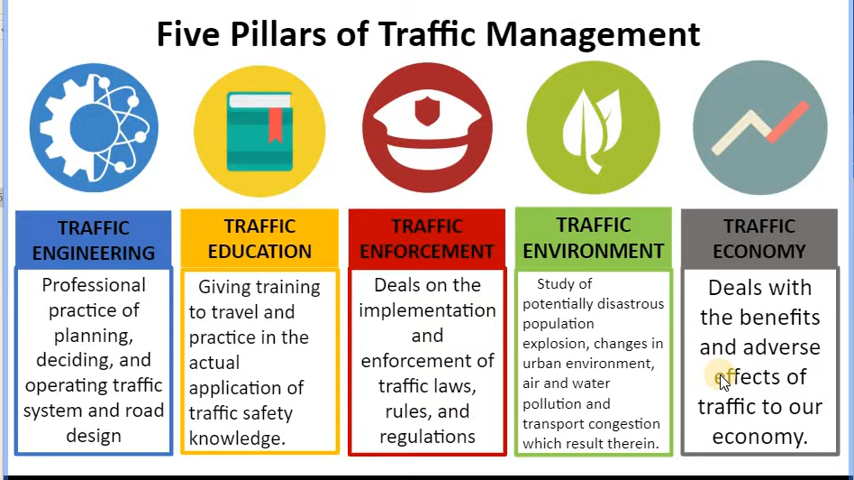 Five Pillars of Traffic Management
TRAFFIC
ENGINEERING
Professional
practice of
planning,
deciding, and
operating traffic
system and road
design
TRAFFIC
EDUCATION
Giving training
to travel and
practice in the
actual
application of
traffic safety
knowledge.
TRAFFIC
ENFORCEMENT
Deals on the
implementation
and
enforcement of
traffic laws,
rules, and
regulations
TRAFFIC
ENVIRONMENT
Study of
potentially disastrous
population
explosion, changes in
urban environment,
air and water
pollution and
transport congestion
which result therein.
TRAFFIC
ECONOMY
Deals with
the benefits
and adverse
effects of
traffic to our
economy.